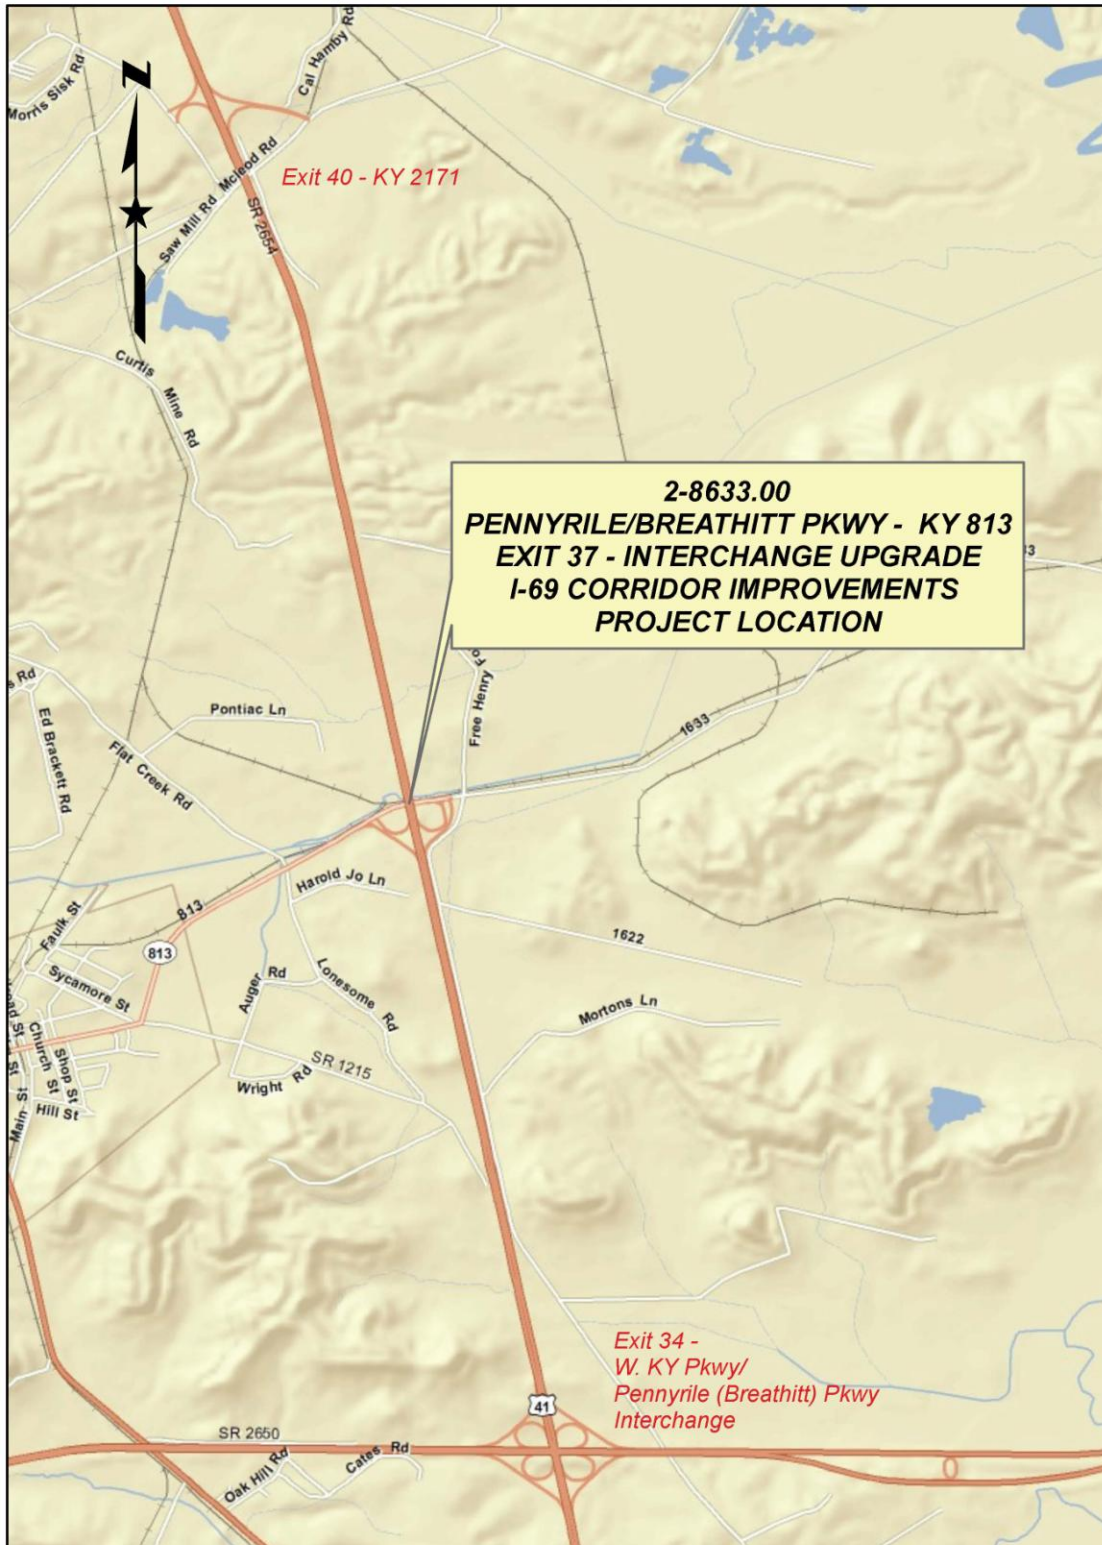 Morris Sisk Rd
N
Cal Hamby Rd
Exit 40 - KY 2171
Saw Mill Rd
Mcleod Rd
SR 2654
Curtis Mine Rd
2-8633.00
PENNYRILE/BREATHITT PKWY - KY 813
EXIT 37 - INTERCHANGE UPGRADE
I-69 CORRIDOR IMPROVEMENTS
PROJECT LOCATION
s Rd
Ed Brackett Rd
Pontiac Ln
Flat Creek Rd
Free Henry Fo
1633
Harold Jo Ln
813
813
Faulk St
Sycamore St
1622
Auger Rd
Lonesome Rd
Mortons Ln
Church St
Shop St
SR 1215
Wright Rd
Hill St
Main St
Exit 34 -
W. KY Pkwy/
Pennyrile (Breathitt) Pkwy
Interchange
41
SR 2650
Oak Hill Rd
Cates Rd